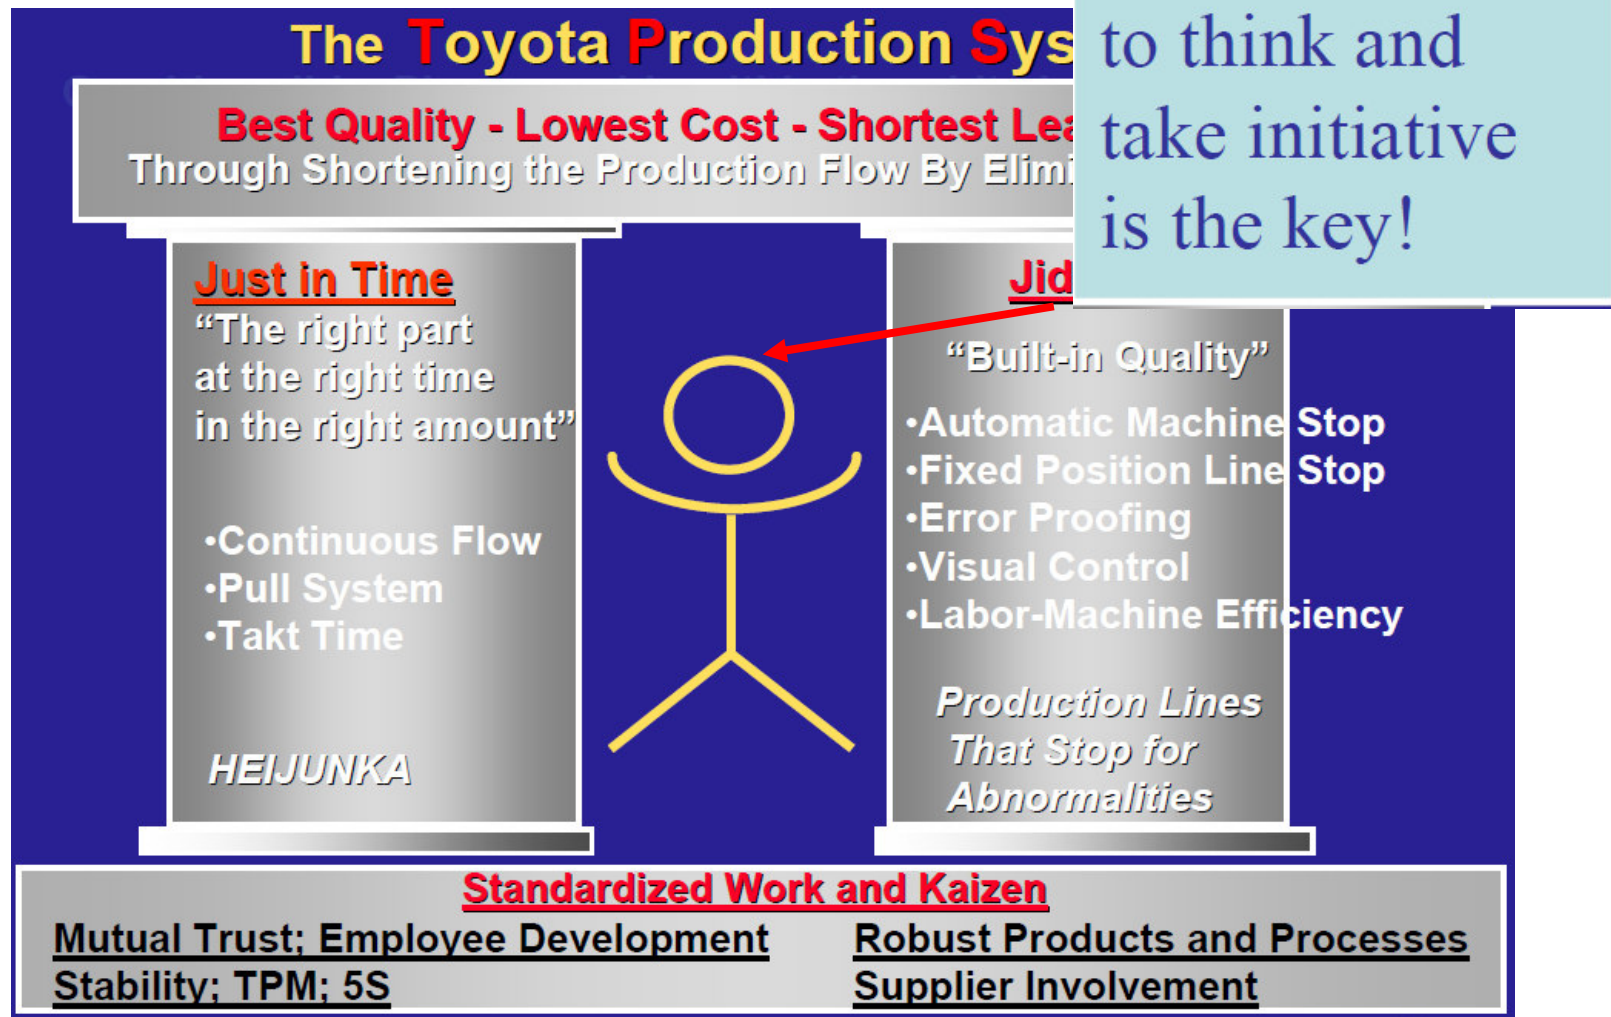 The Toyota Production Sys
to think and
take initiative
is the key!
Best Quality - Lowest Cost - Shortest Lea
Through Shortening the Production Flow By Elimi
Just in Time
“The right part
at the right time
in the right amount”
•Continuous Flow
•Pull System
•Takt Time
HEIJUNKA
Jid
“Built-in Quality”
•Automatic Machine Stop
•Fixed Position Line Stop
•Error Proofing
•Visual Control
•Labor-Machine Efficiency
Production Lines
That Stop for
Abnormalities
Standardized Work and Kaizen
Mutual Trust; Employee Development
Stability; TPM; 5S
Robust Products and Processes
Supplier Involvement